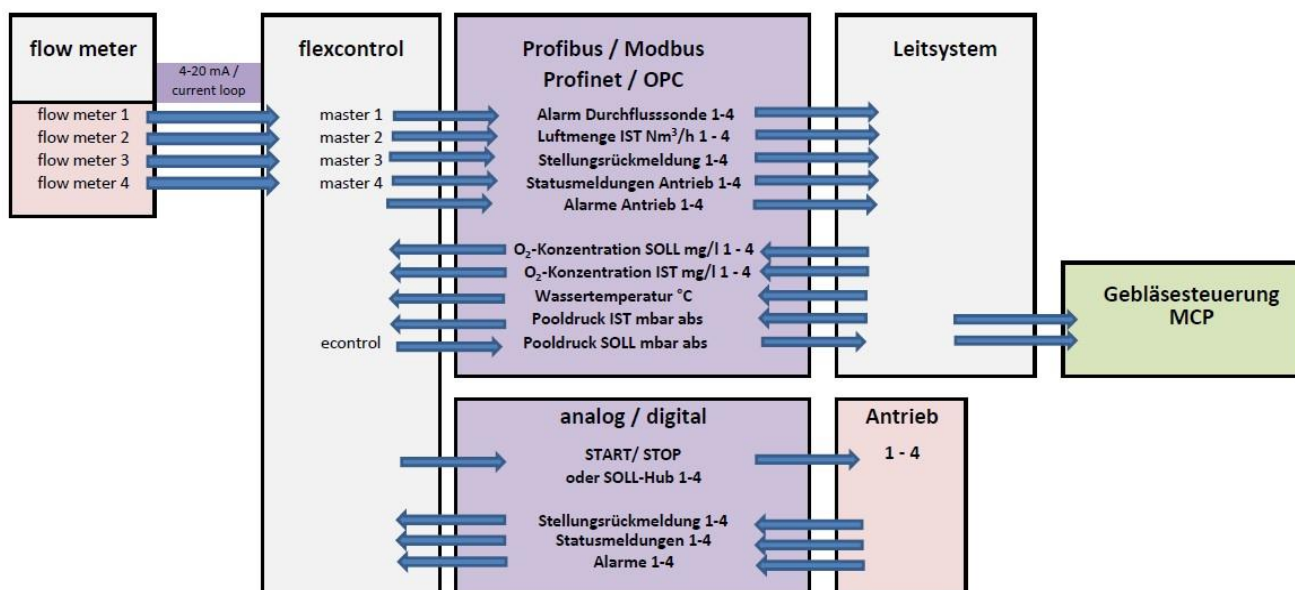 flow meter
4-20 mA /
current loop
flow meter 1
flow meter 2
flow meter 3
flow meter 4
flexcontrol
master 1
master 2
master 3
master 4
econtrol
Profibus / Modbus
Profinet / OPC
Alarm Durchflusssonde 1-4
Luftmenge IST Nm³/h 1 - 4
Stellungsrückmeldung 1-4
Statusmeldungen Antrieb 1-4
Alarme Antrieb 1-4
O₂-Konzentration SOLL mg/l 1 - 4
O₂-Konzentration IST mg/l 1 - 4
Wassertemperatur °C
Pooldruck IST mbar abs
Pooldruck SOLL mbar abs
Leitsystem
Gebläsesteuerung
MCP
analog / digital
START/ STOP
oder SOLL-Hub 1-4
Stellungsrückmeldung 1-4
Statusmeldungen 1-4
Alarme 1-4
Antrieb
1 - 4